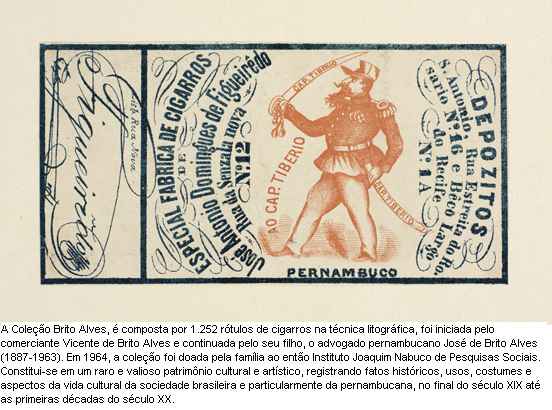 Figueirêdo
ESPECIAL FABRICA DE CIGARROS
DE
José Antonio Domingues de Figueirêdo
Rua da Senzala nova
Nº 12
AO CAP. TIBERIO
CAP. TIBERIO
CAP. TIBERIO
PERNAMBUCO
DEPOZITOS
S. Antonio, Rua Estreita do Ro-
sario Nº 16 e Bêco Largo
do Recife
Nº 1 A
A Coleção Brito Alves, é composta por 1.252 rótulos de cigarros na técnica litográfica, foi iniciada pelo
comerciante Vicente de Brito Alves e continuada pelo seu filho, o advogado pernambucano José de Brito Alves
(1887-1963). Em 1964, a coleção foi doada pela família ao então Instituto Joaquim Nabuco de Pesquisas Sociais.
Constitui-se em um raro e valioso patrimônio cultural e artístico, registrando fatos históricos, usos, costumes e
aspectos da vida cultural da sociedade brasileira e particularmente da pernambucana, no final do século XIX até
as primeiras décadas do século XX.